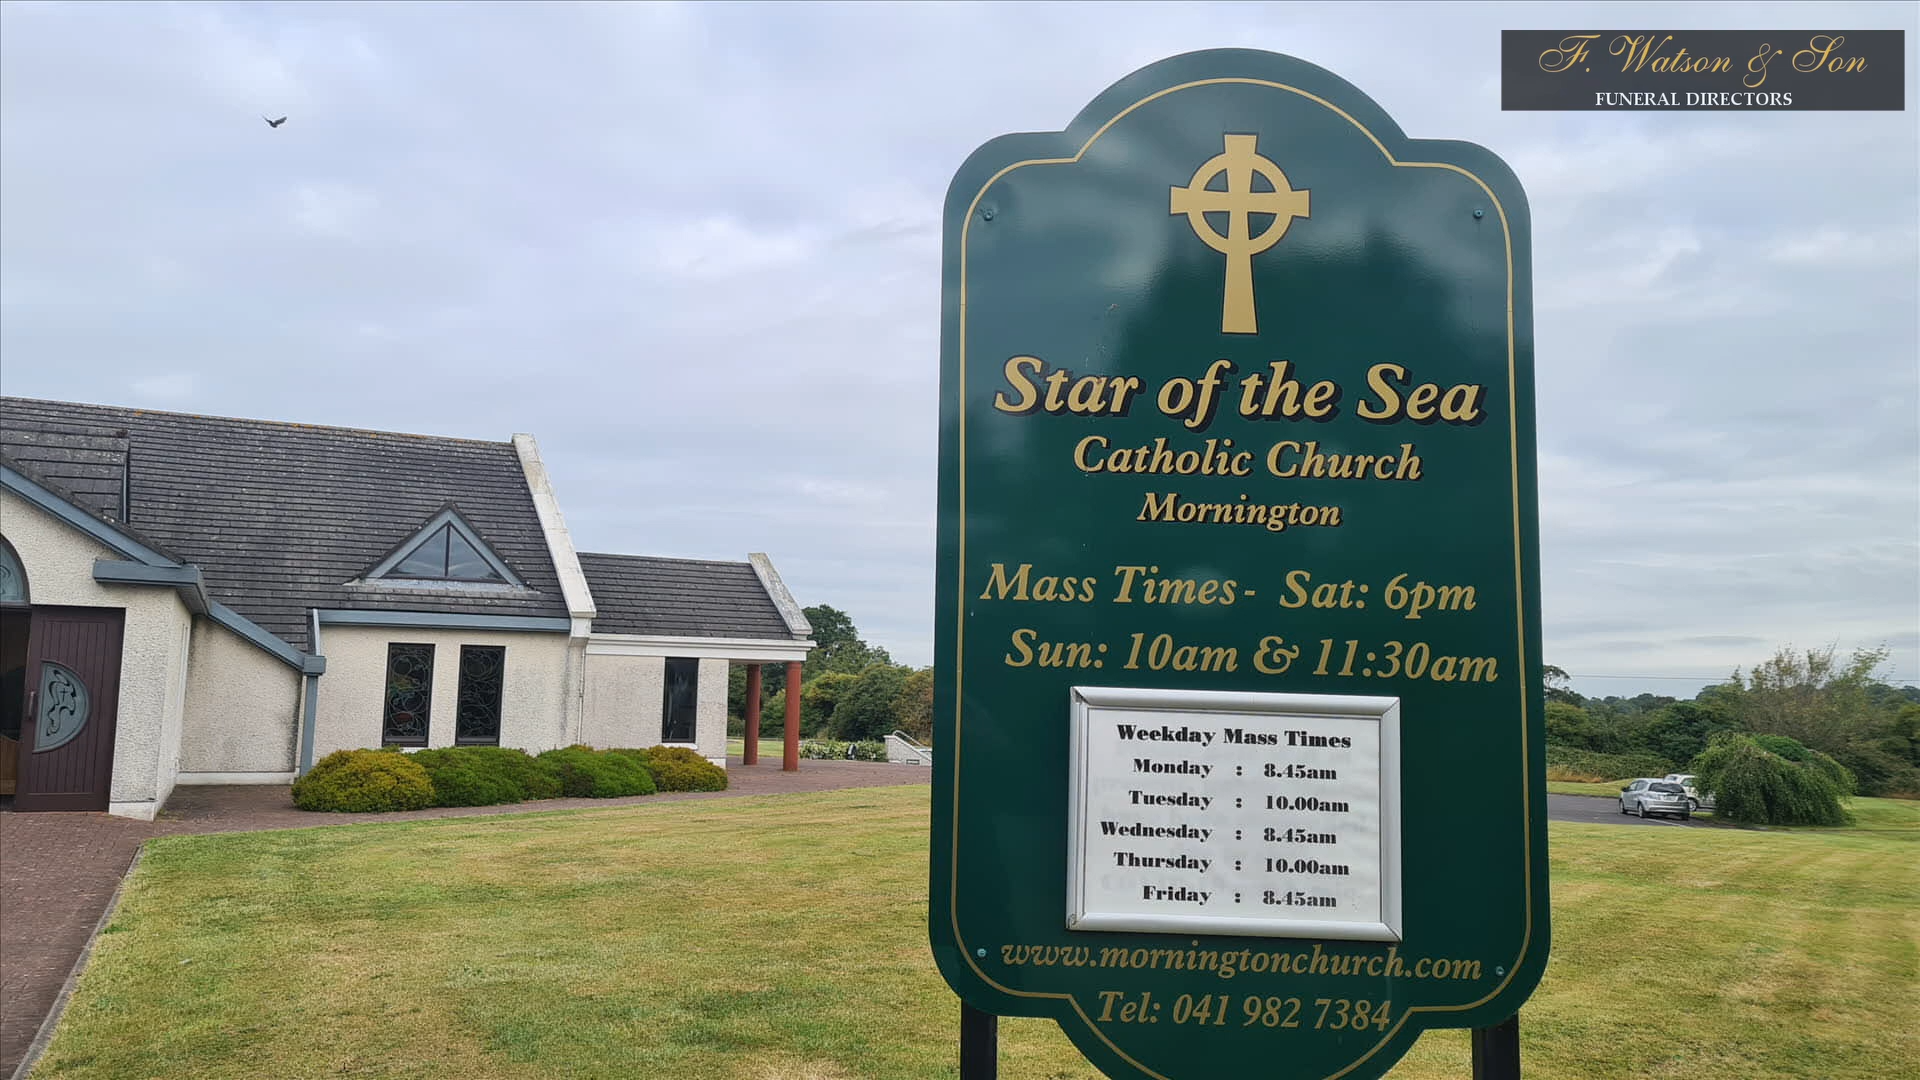 F. Watson & Son
FUNERAL DIRECTORS
Star of the Sea
Catholic Church
Mornington
Mass Times- Sat: 6pm
Sun: 10am & 11:30am
Weekday Mass Times
Monday : 8.45am
Tuesday : 10.00am
Wednesday : 8.45am
Thursday : 10.00am
Friday : 8.45am
www.morningtonchurch.com
Tel: 041 982 7384